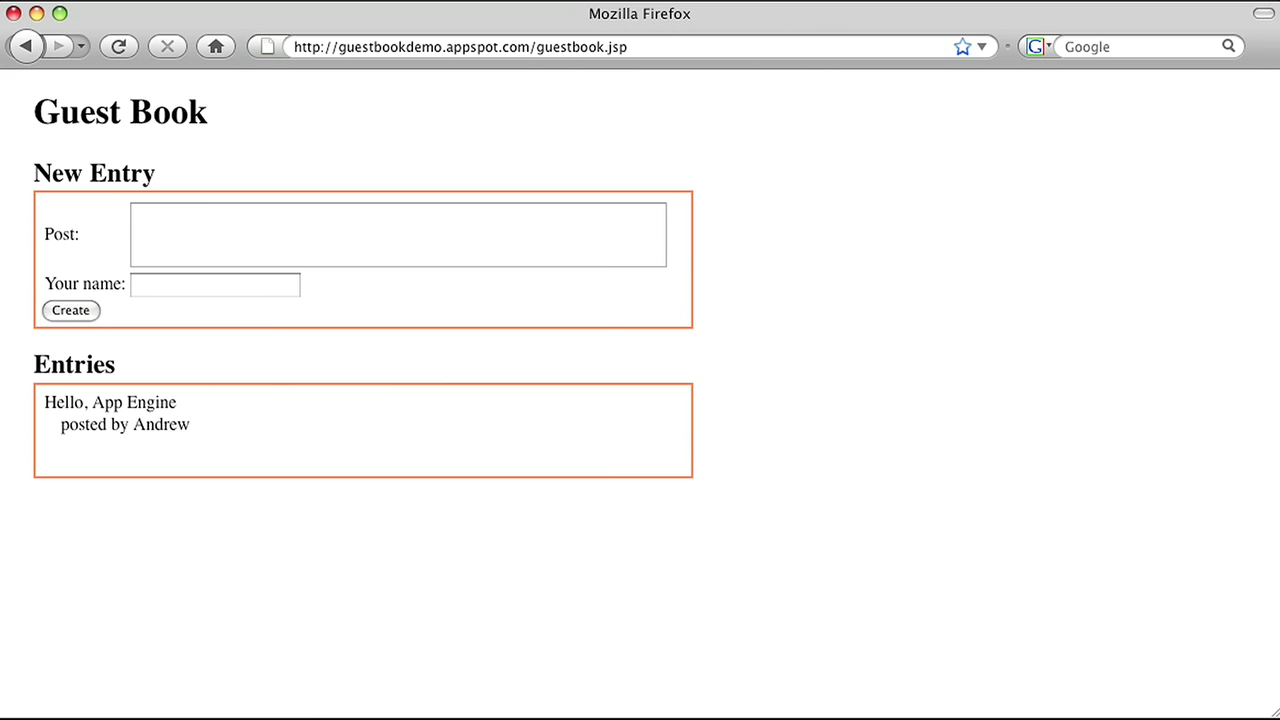 Mozilla Firefox
http://guestbookdemo.appspot.com/guestbook.jsp
G Google
Guest Book
New Entry
Post:
Your name:
Create
Entries
Hello, App Engine
posted by Andrew